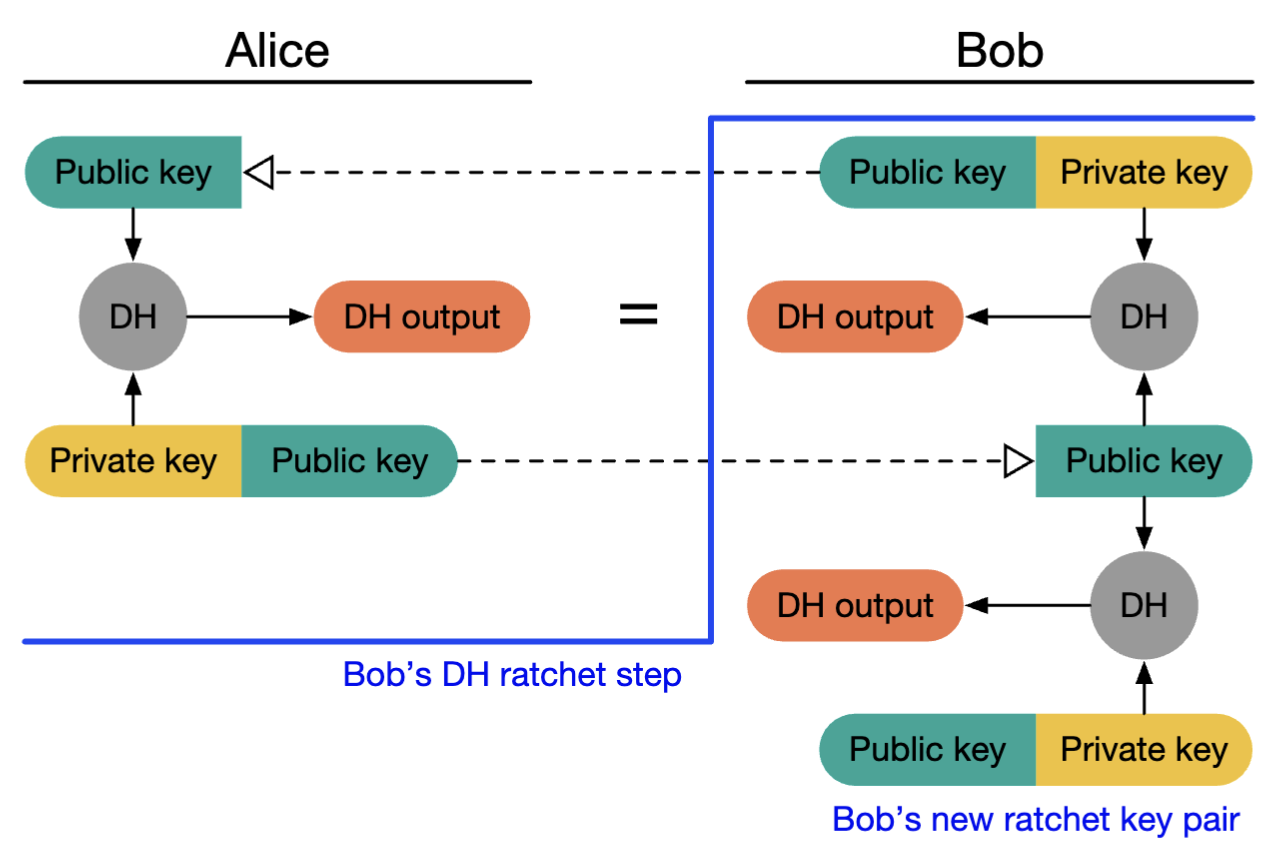 Alice
Bob
Public key
Public key
Private key
DH
DH output
=
DH output
DH
Private key
Public key
Public key
DH output
DH
Bob’s DH ratchet step
Public key
Private key
Bob’s new ratchet key pair